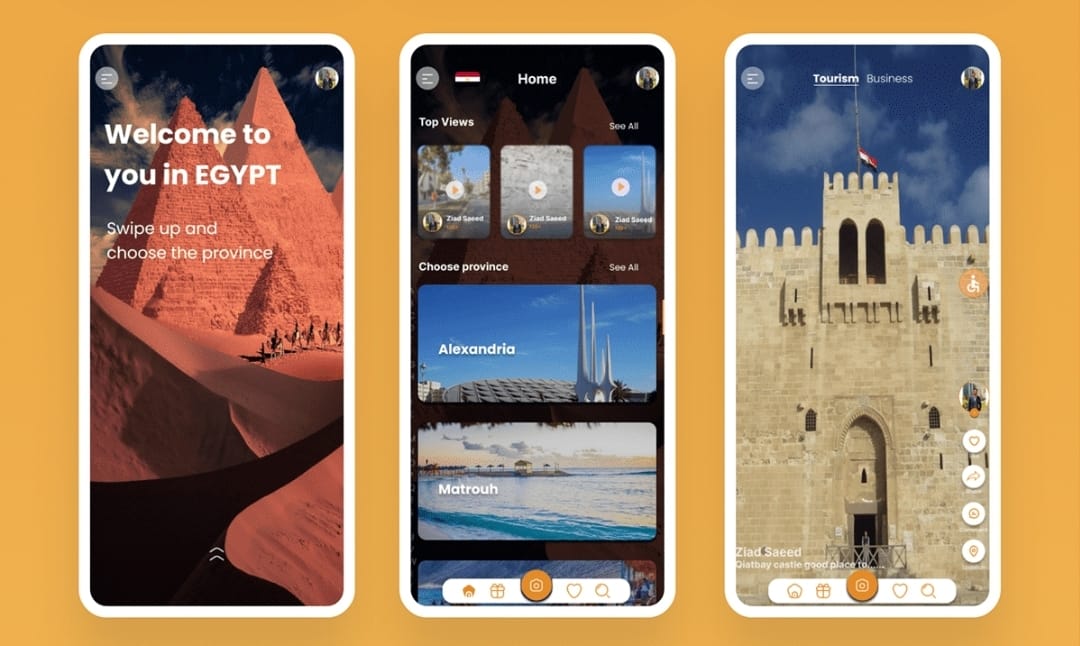 Welcome to
you in EGYPT
Swipe up and
choose the province
Home
Top Views
See All
Ziad Saeed
Ziad Saeed
Ziad Saeed
Choose province
See All
Alexandria
Matrouh
Tourism Business
Ziad Saeed
Qiatbay castle good place to......